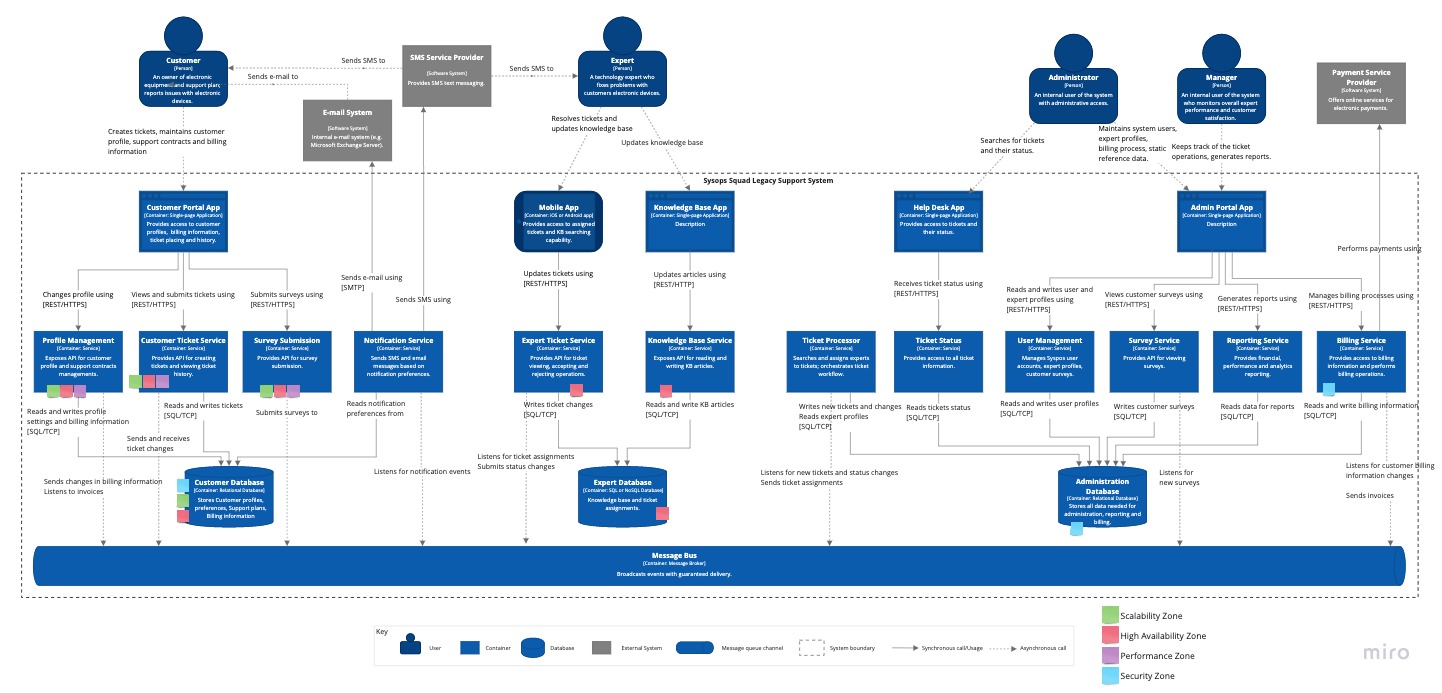 Customer
[Person]
An owner of electronic
equipment and support plan;
reports issues with electronic
devices.
Sends SMS to
Sends e-mail to
SMS Service Provider
[Software System]
Provides SMS text messaging.
Sends SMS to
E-mail System
[Software System]
Internal e-mail system (e.g.
Microsoft Exchange Server).
Expert
[Person]
A technology expert who
fixes problems with
customers electronic devices.
Administrator
[Person]
An internal user of the system
with administrative access.
Manager
[Person]
An internal user of the system
who monitors overall expert
performance and customer
satisfaction.
Payment Service
Provider
[Software System]
Offers online services for
electronic payments.
Creates tickets, maintains customer
profile, support contracts and billing
information
Resolves tickets and
updates knowledge base
Updates knowledge base
Searches for tickets
and their status.
Maintains system users,
expert profiles,
billing process, static
reference data.
Keeps track of the ticket
operations, generates reports.
Sysops Squad Legacy Support System
Customer Portal App
[Container: Single-page Application]
Provides access to customer
profiles, billing information,
ticket placing and history.
Mobile App
[Container: iOS or Android app]
Provides access to assigned
tickets and KB searching
capability.
Knowledge Base App
[Container: Single-page Application]
Description
Help Desk App
[Container: Single-page Application]
Provides access to tickets and
their status.
Admin Portal App
[Container: Single-page Application]
Description
Performs payments using
Changes profile using
[REST/HTTPS]
Views and submits tickets using
[REST/HTTPS]
Submits surveys using
[REST/HTTPS]
Sends e-mail using
[SMTP]
Sends SMS using
Updates tickets using
[REST/HTTPS]
Updates articles using
[REST/HTTP]
Receives ticket status using
[REST/HTTPS]
Reads and writes user and
expert profiles using
[REST/HTTPS]
Views customer surveys using
[REST/HTTPS]
Generates reports using
[REST/HTTPS]
Manages billing processes using
[REST/HTTPS]
Profile Management
[Container: Service]
Exposes API for customer
profile and support contracts
managements.
Customer Ticket Service
[Container: Service]
Provides API for creating
tickets and viewing ticket
history.
Survey Submission
[Container: Service]
Provides API for survey
submission.
Notification Service
[Container: Service]
Sends SMS and email
messages based on
notification preferences.
Expert Ticket Service
[Container: Service]
Provides API for ticket
viewing, accepting and
rejecting operations.
Knowledge Base Service
[Container: Service]
Exposes API for reading and
writing KB articles.
Ticket Processor
[Container: Service]
Searches and assigns experts
to tickets; orchestrates ticket
workflow.
Ticket Status
[Container: Service]
Provides access to all ticket
information.
User Management
[Container: Service]
Manages Sysops user
accounts, expert profiles,
customer surveys.
Survey Service
[Container: Service]
Provides API for viewing
surveys.
Reporting Service
[Container: Service]
Provides financial,
performance and analytics
reporting.
Billing Service
[Container: Service]
Provides access to billing
information and performs
billing operations.
Reads and writes profile
settings and billing information
[SQL/TCP]
Reads and writes tickets
[SQL/TCP]
Submits surveys to
Reads notification
preferences from
Writes ticket changes
[SQL/TCP]
Reads and write KB articles
[SQL/TCP]
Writes new tickets and changes
Reads expert profiles
[SQL/TCP]
Reads tickets status
[SQL/TCP]
Reads and writes user profiles
[SQL/TCP]
Writes customer surveys
[SQL/TCP]
Reads data for reports
[SQL/TCP]
Reads and write billing information
[SQL/TCP]
Sends and receives
ticket changes
Sends changes in billing information
Listens to invoices
Listens for notification events
Listens for ticket assignments
Submits status changes
Listens for new tickets and status changes
Sends ticket assignments
Listens for
new surveys
Listens for customer billing
information changes
Sends invoices
Customer Database
[Container: Relational Database]
Stores Customer profiles,
preferences, Support plans,
Billing information
Expert Database
[Container: SQL or NoSQL Database]
Knowledge base and ticket
assignments.
Administration
Database
[Container: Relational Database]
Stores all data needed for
administration, reporting and
billing.
Message Bus
[Container: Message Broker]
Broadcasts events with guaranteed delivery.
Key
User
Container
Database
External System
Message queue channel
System boundary
Synchronous call/Usage
Asynchronous call
Scalability Zone
High Availability Zone
Performance Zone
Security Zone
miro